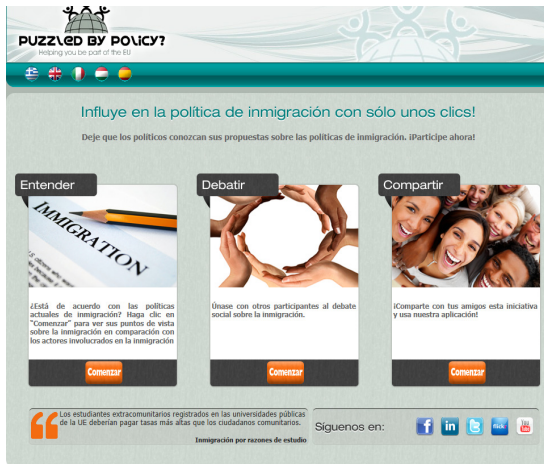 PUZZLED BY POLICY?
Helping you be part of the EU
Influye en la política de inmigración con sólo unos clics!
Deje que los políticos conozcan sus propuestas sobre las políticas de inmigración. ¡Participe ahora!
Entender
Debatir
Compartir
IMMIGRATION
¿Está de acuerdo con las políticas
actuales de inmigración? Haga clic en
"Comenzar" para ver sus puntos de vista
sobre la inmigración en comparación con
los actores involucrados en la inmigración
Únase con otros participantes al debate
social sobre la inmigración.
¡Comparte con tus amigos esta iniciativa
y usa nuestra aplicación!
Comenzar
Comenzar
Comenzar
Los estudiantes extracomunitarios registrados en las universidades públicas
de la UE deberían pagar tasas más altas que los ciudadanos comunitarios.
Inmigración por razones de estudio
Síguenos en: